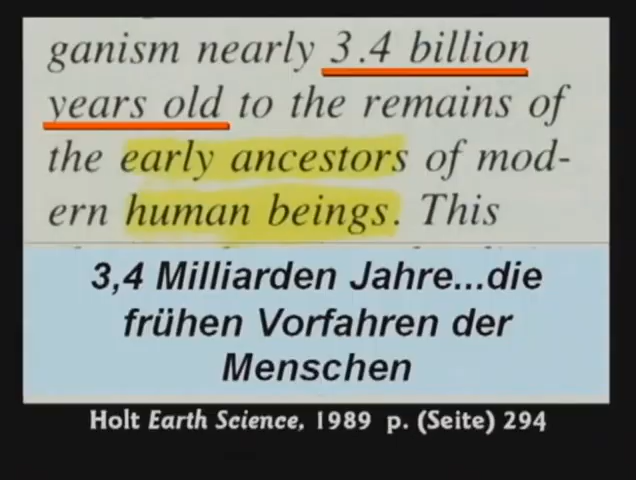 ganism nearly 3.4 billion
years old to the remains of
the early ancestors of mod-
ern human beings. This
3,4 Milliarden Jahre...die
frühen Vorfahren der
Menschen
Holt Earth Science, 1989 p. (Seite) 294